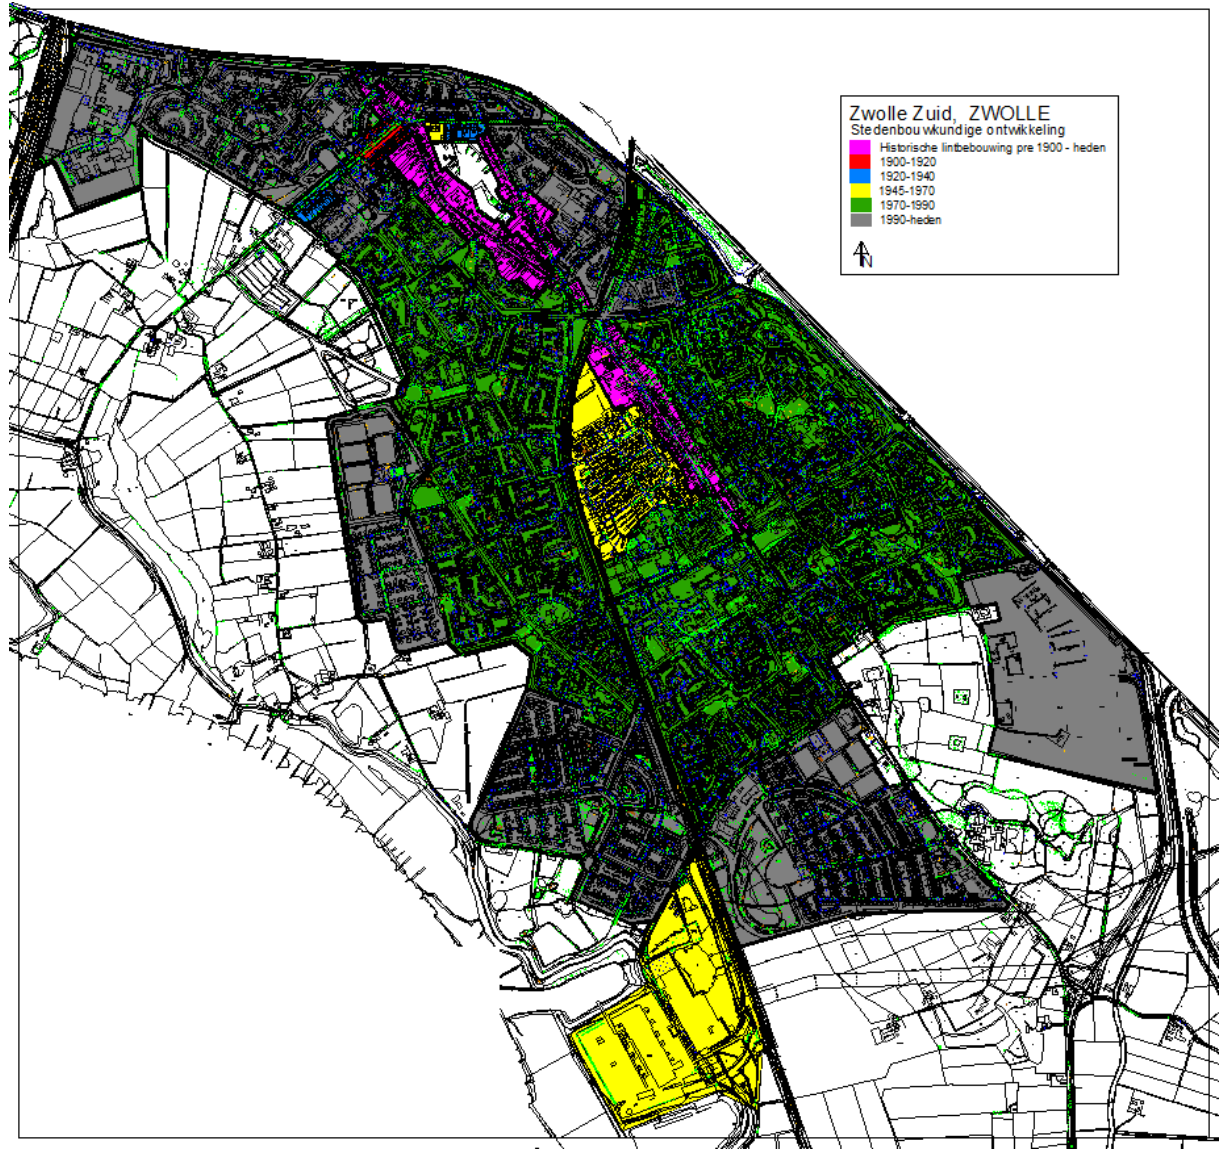 Zwolle Zuid, ZWOLLE
Stedenbouwkundige ontwikkeling
Historische lintbebouwing pre 1900 - heden
1900-1920
1920-1940
1945-1970
1970-1990
1990-heden
N